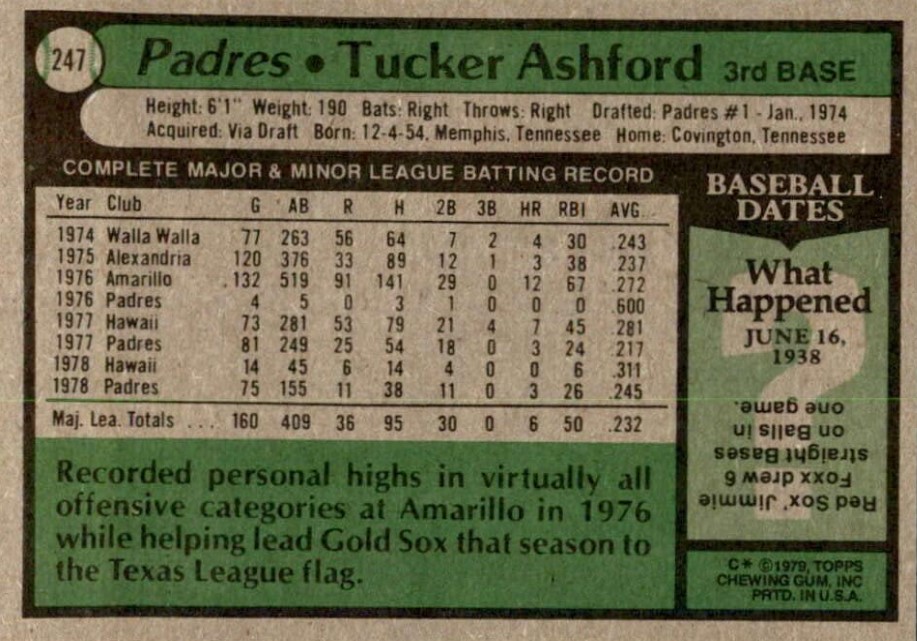 247
Padres • Tucker Ashford 3rd BASE
Height: 6'1" Weight: 190 Bats: Right Throws: Right Drafted: Padres #1 - Jan., 1974
Acquired: Via Draft Born: 12-4-54, Memphis, Tennessee Home: Covington, Tennessee
COMPLETE MAJOR & MINOR LEAGUE BATTING RECORD
Year Club G AB R H 2B 3B HR RBI AVG.
1974 Walla Walla 77 263 56 64 7 2 4 30 .243
1975 Alexandria 120 376 33 89 12 1 3 38 .237
1976 Amarillo 132 519 91 141 29 0 12 67 .272
1976 Padres 4 5 0 3 1 0 0 0 .600
1977 Hawaii 73 281 53 79 21 4 7 45 .281
1977 Padres 81 249 25 54 18 0 3 24 .217
1978 Hawaii 14 45 6 14 4 0 0 6 .311
1978 Padres 75 155 11 38 11 0 3 26 .245
Maj. Lea. Totals ... 160 409 36 95 30 0 6 50 .232
Recorded personal highs in virtually all
offensive categories at Amarillo in 1976
while helping lead Gold Sox that season to
the Texas League flag.
BASEBALL
DATES
What
Happened
JUNE 16,
1938
Red Sox' Jimmie
Foxx drew 6
straight Bases
on Balls in
one game.
C* ©1979, TOPPS
CHEWING GUM, INC
PRTD. IN U.S.A.